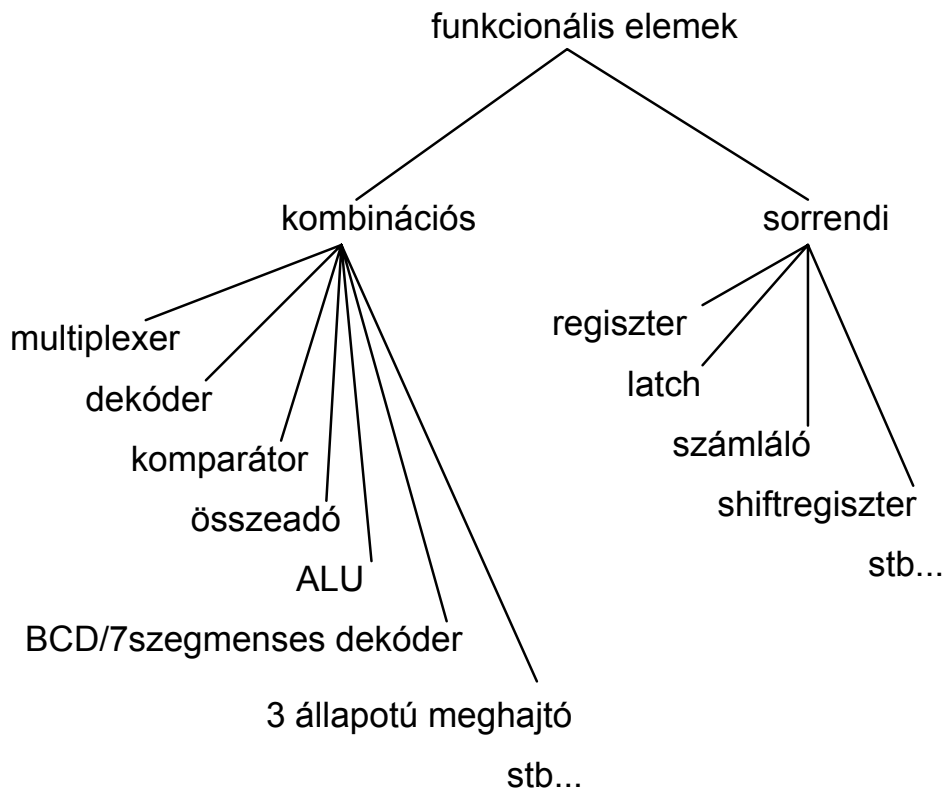 funkcionális elemek
kombinációs
multiplexer
dekóder
komparátor
összeadó
ALU
BCD/7szegmenses dekóder
3 állapotú meghajtó
stb...
sorrendi
regiszter
latch
számláló
shiftregiszter
stb...